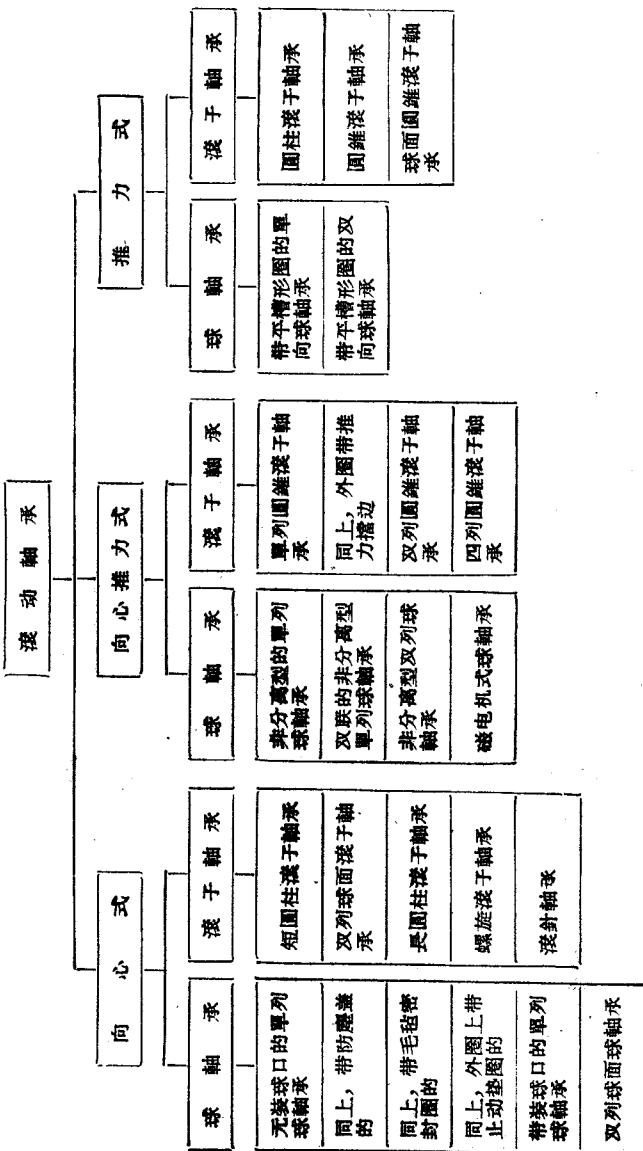 滚动軸承
向心式
向心推力式
推力式
球軸承
滚子軸承
球軸承
滚子軸承
球軸承
滚子軸承
无装球口的單列
球軸承
同上，带防塵蓋
的
同上，带毛毡密
封圈的
同上，外圈上带
止动垫圈的
带装球口的單列
球軸承
双列球面球軸承
短圓柱滚子軸承
双列球面滚子軸
承
長圓柱滚子軸承
螺旋滚子軸承
滚針軸承
非分离型的單列
球軸承
双联的非分离型
單列球軸承
非分离型双列球
軸承
磁电机式球軸承
單列圓錐滚子軸
承
同上，外圈带推
力擋边
双列圓錐滚子軸
承
四列圓錐滚子軸
承
带平槽形圈的單
向球軸承
带平槽形圈的双
向球軸承
圓柱滚子軸承
圓錐滚子軸承
球面圓錐滚子軸
承